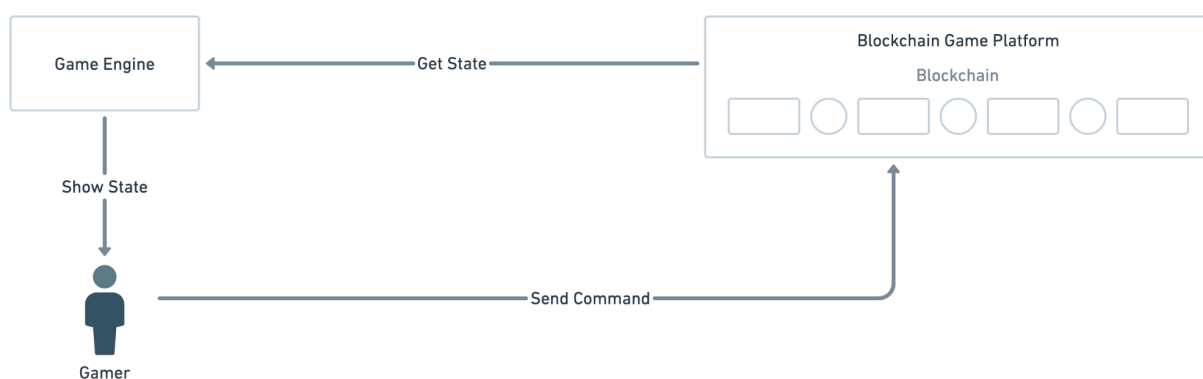 Blockchain Game Platform
Game Engine
Get State
Blockchain
Show State
Send Command
Gamer